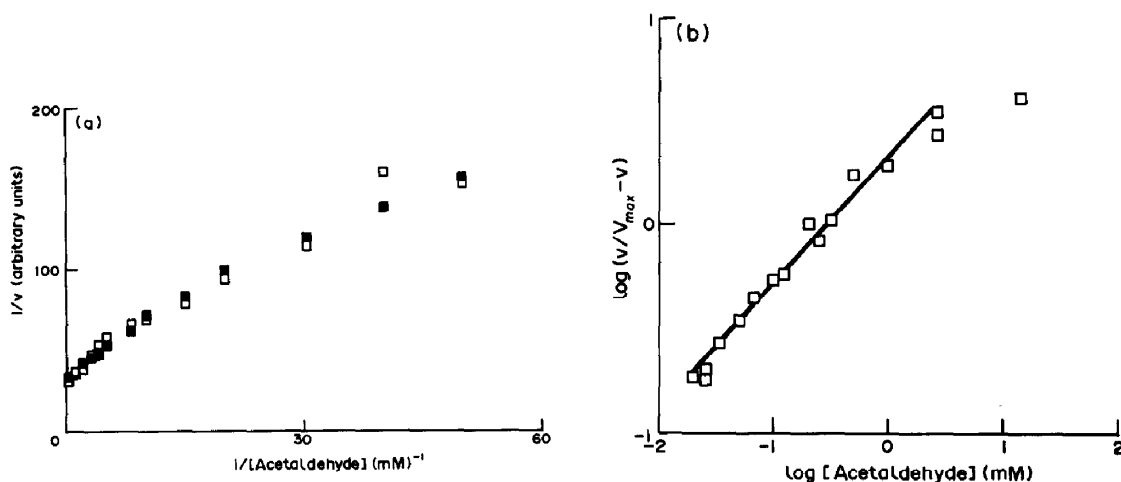 (a)
200
100
0
0
30
60
1/v (arbitrary units)
1/[Acetaldehyde] (mM)⁻¹
(b)
1
0
-1
-2
-1
0
1
2
log (v/Vmax-v)
log [Acetaldehyde] (mM)